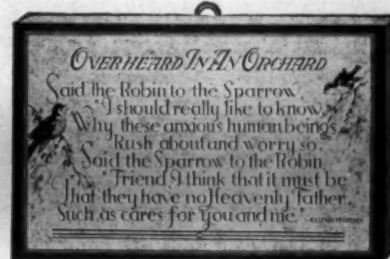 OVERHEARD IN AN ORCHARD
Said the Robin to the Sparrow,
"I should really like to know,
Why these anxious human beings
Rush about and worry so."
Said the Sparrow to the Robin
"Friend, I think that it must be
That they have no Heavenly Father
Such as cares for you and me."